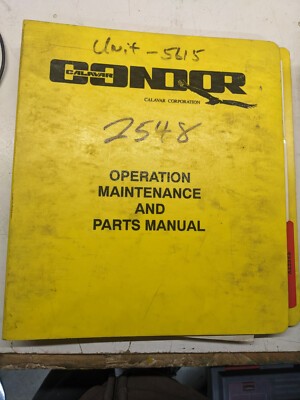 Unit - 5615
CALAVAR
CONDOR
CALAVAR CORPORATION
2548
OPERATION
MAINTENANCE
AND
PARTS MANUAL